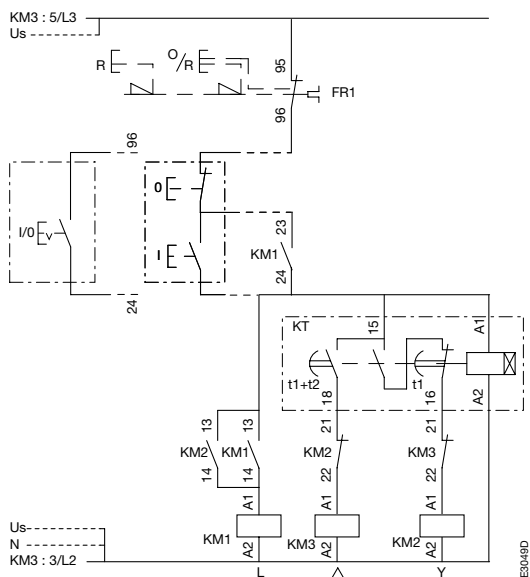 KM3 : 5/L3
Us
R
O/R
95
FR1
96
96
0
I/0
I
23
KM1
24
24
KT
15
A1
t1+t2
t1
18
16
A2
13
13
21
21
KM2
KM1
KM2
KM3
14
14
22
22
A1
A1
A1
Us
N
KM1
KM3
KM2
A2
A2
A2
KM3 : 3/L2
L
Y
E3049D